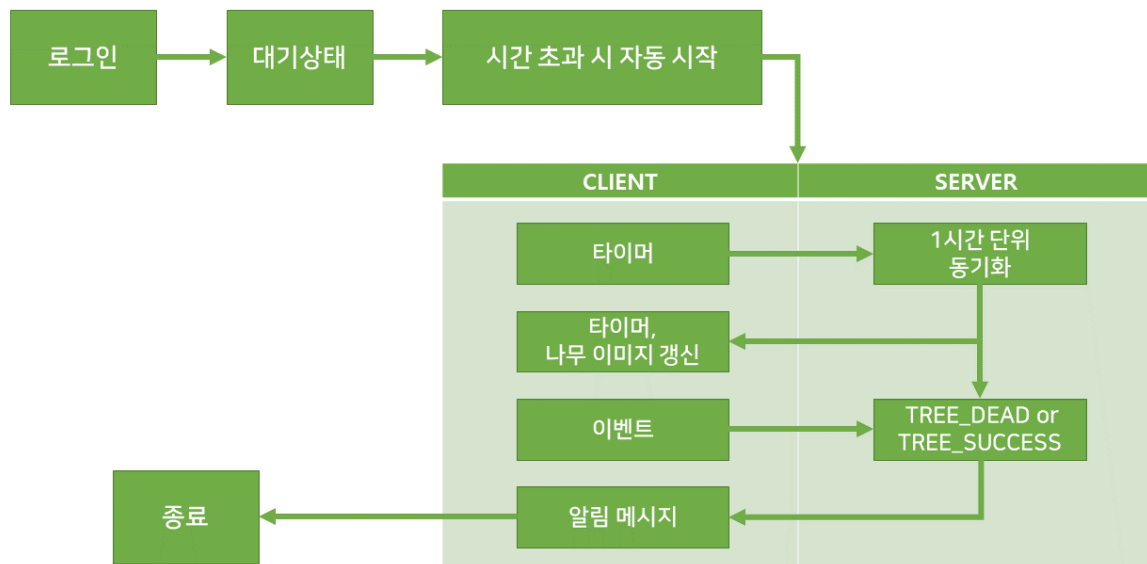 로그인
대기상태
시간 초과 시 자동 시작
CLIENT
SERVER
타이머
1시간 단위
동기화
타이머,
나무 이미지 갱신
이벤트
TREE_DEAD or
TREE_SUCCESS
알림 메시지
종료